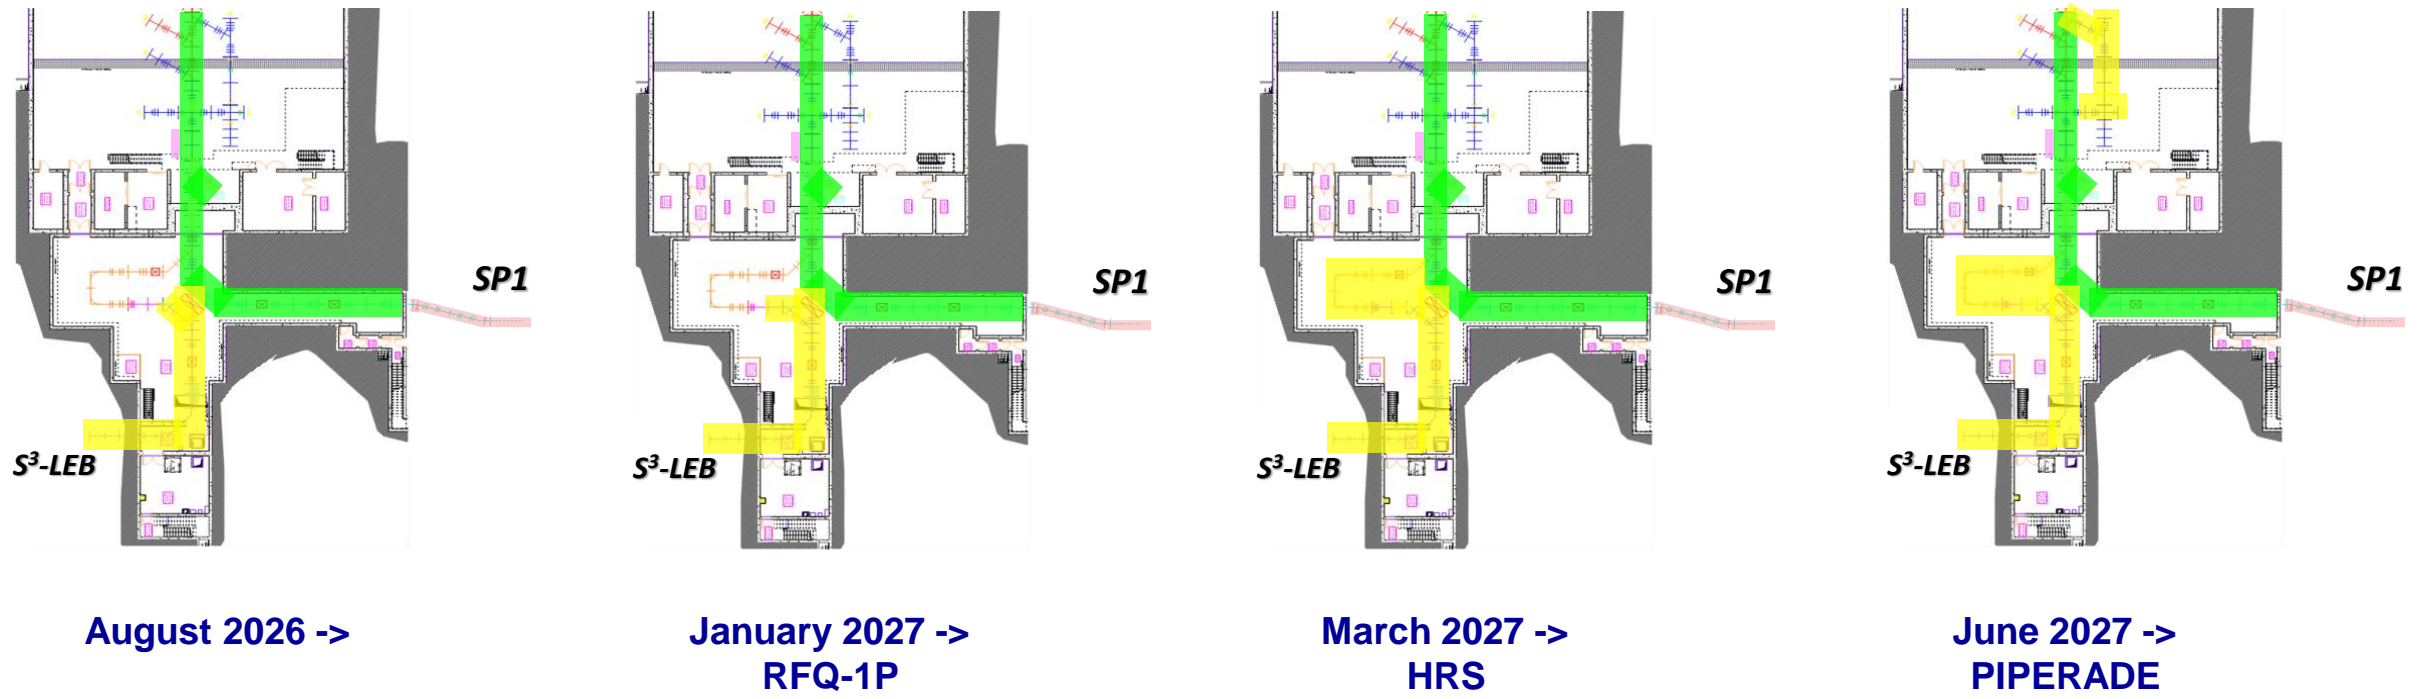 SP1
SP1
SP1
SP1
S³-LEB
S³-LEB
S³-LEB
S³-LEB
August 2026 ->
January 2027 ->
RFQ-1P
March 2027 ->
HRS
June 2027 ->
PIPERADE